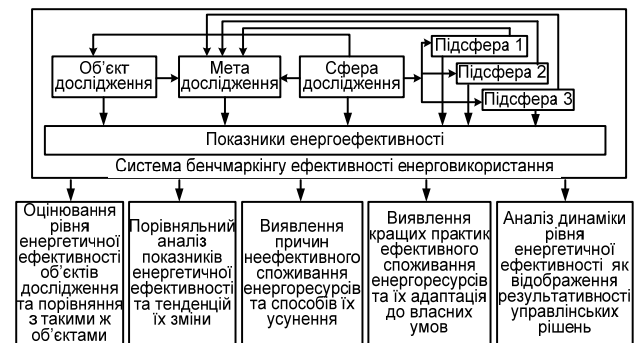 Об’єкт
дослідження
Мета
дослідження
Сфера
дослідження
Підсфера 1
Підсфера 2
Підсфера 3
Показники енергоефективності
Система бенчмаркінгу ефективності енерговикористання
Оцінювання
рівня
енергетичної
ефективності
об’єктів
дослідження
та порівняння
з такими ж
об’єктами
Порівняльний
аналіз
показників
енергетичної
ефективності
та тенденцій
їх зміни
Виявлення
причин
неефективного
споживання
енергоресурсів
та способів їх
усунення
Виявлення
кращих практик
ефективного
споживання
енергоресурсів
та їх адаптація
до власних
умов
Аналіз динаміки
рівня
енергетичної
ефективності як
відображення
результативності
управлінських
рішень